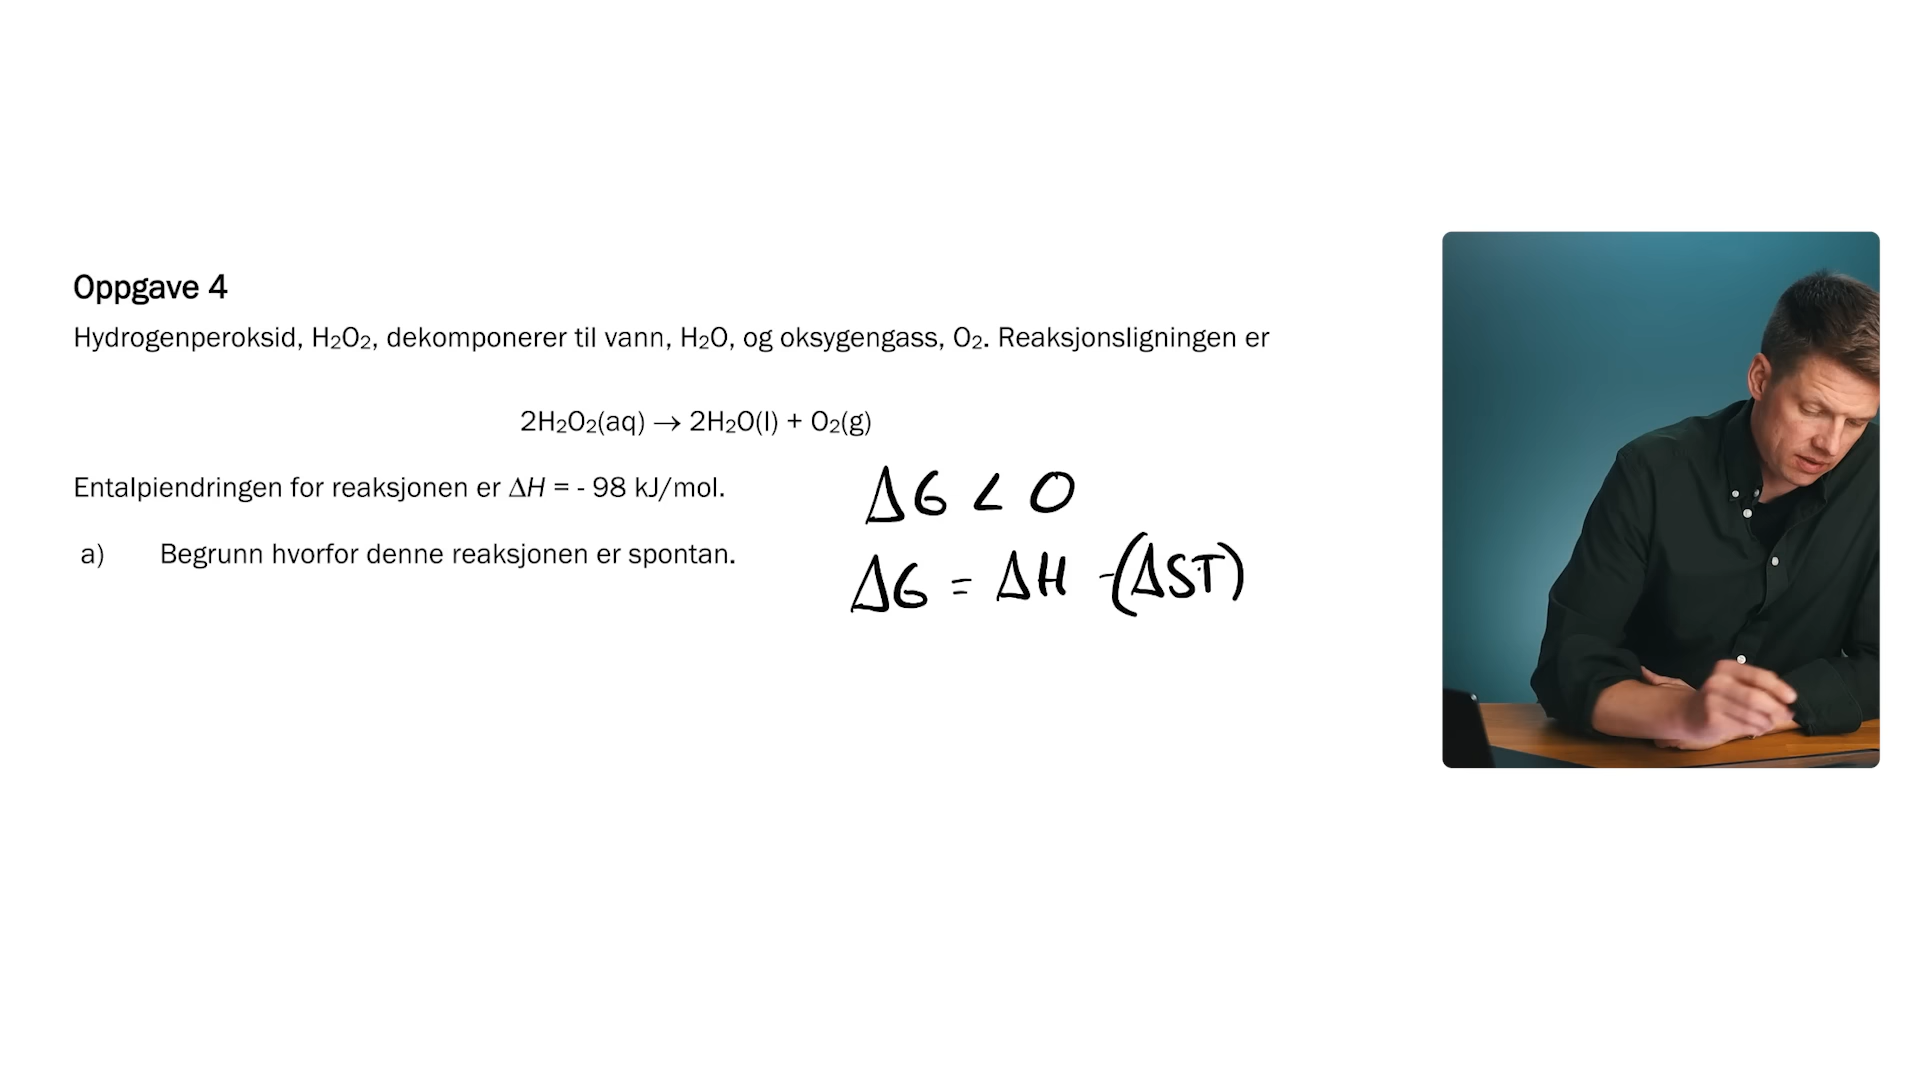 Oppgave 4
Hydrogenperoksid, H₂O₂, dekomponerer til vann, H₂O, og oksygengass, O₂. Reaksjonsligningen er
2H₂O₂(aq) → 2H₂O(l) + O₂(g)
Entalpiendringen for reaksjonen er ΔH = - 98 kJ/mol.
ΔG < 0
a) Begrunn hvorfor denne reaksjonen er spontan.
ΔG = ΔH -(ΔST)